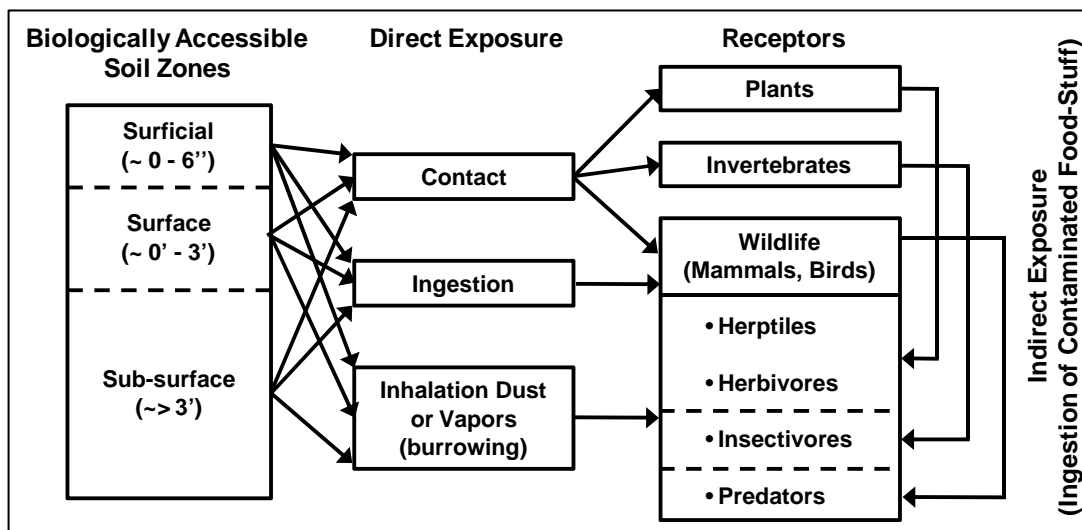 Biologically Accessible
Soil Zones
Direct Exposure
Receptors
Surficial
(~ 0 - 6’’)
Surface
(~ 0’ - 3’)
Sub-surface
(~> 3’)
Contact
Ingestion
Inhalation Dust
or Vapors
(burrowing)
Plants
Invertebrates
Wildlife
(Mammals, Birds)
• Herptiles
Herbivores
• Insectivores
• Predators
Indirect Exposure
(Ingestion of Contaminated Food-Stuff)